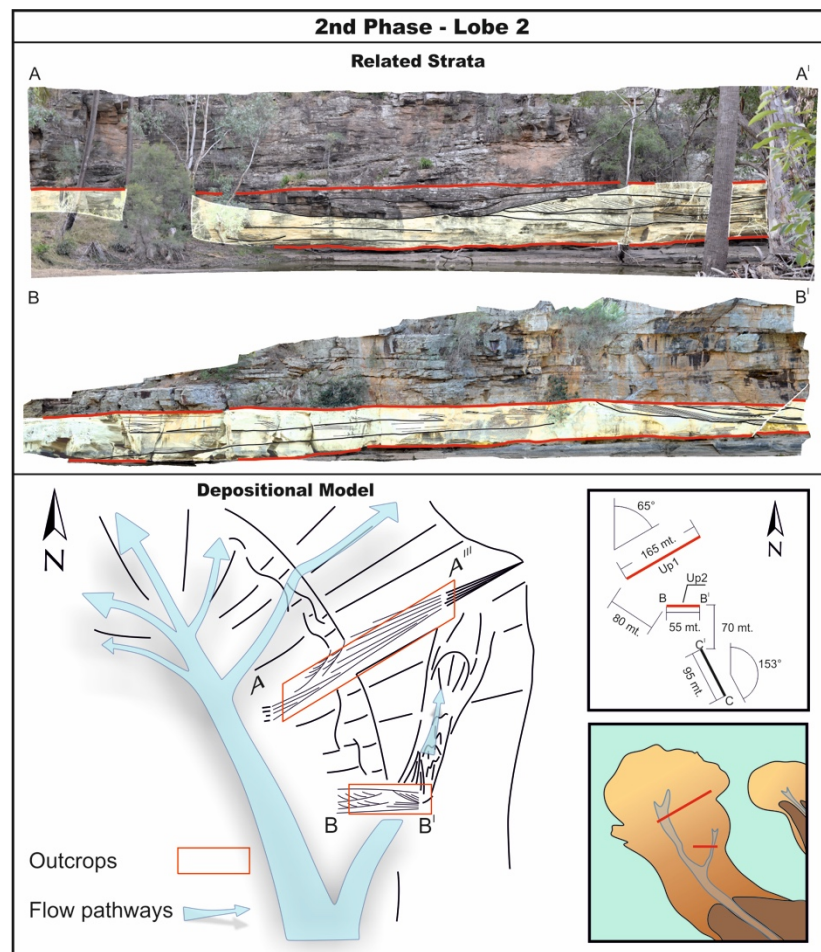 2nd Phase - Lobe 2
Related Strata
A
A'
B
B'
Depositional Model
N
A'''
A
B
B'
Outcrops
Flow pathways
65°
N
165 mt.
Up1
Up2
B
B'
80 mt.
55 mt.
70 mt.
C'
95 mt.
153°
C